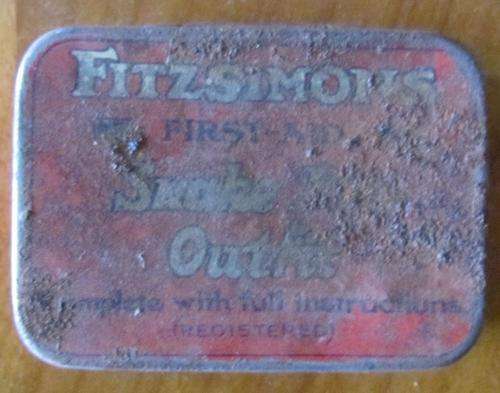 FITZSIMONS
FIRST-AID
Snake
Outfit
Complete with full instructions
(REGISTERED)